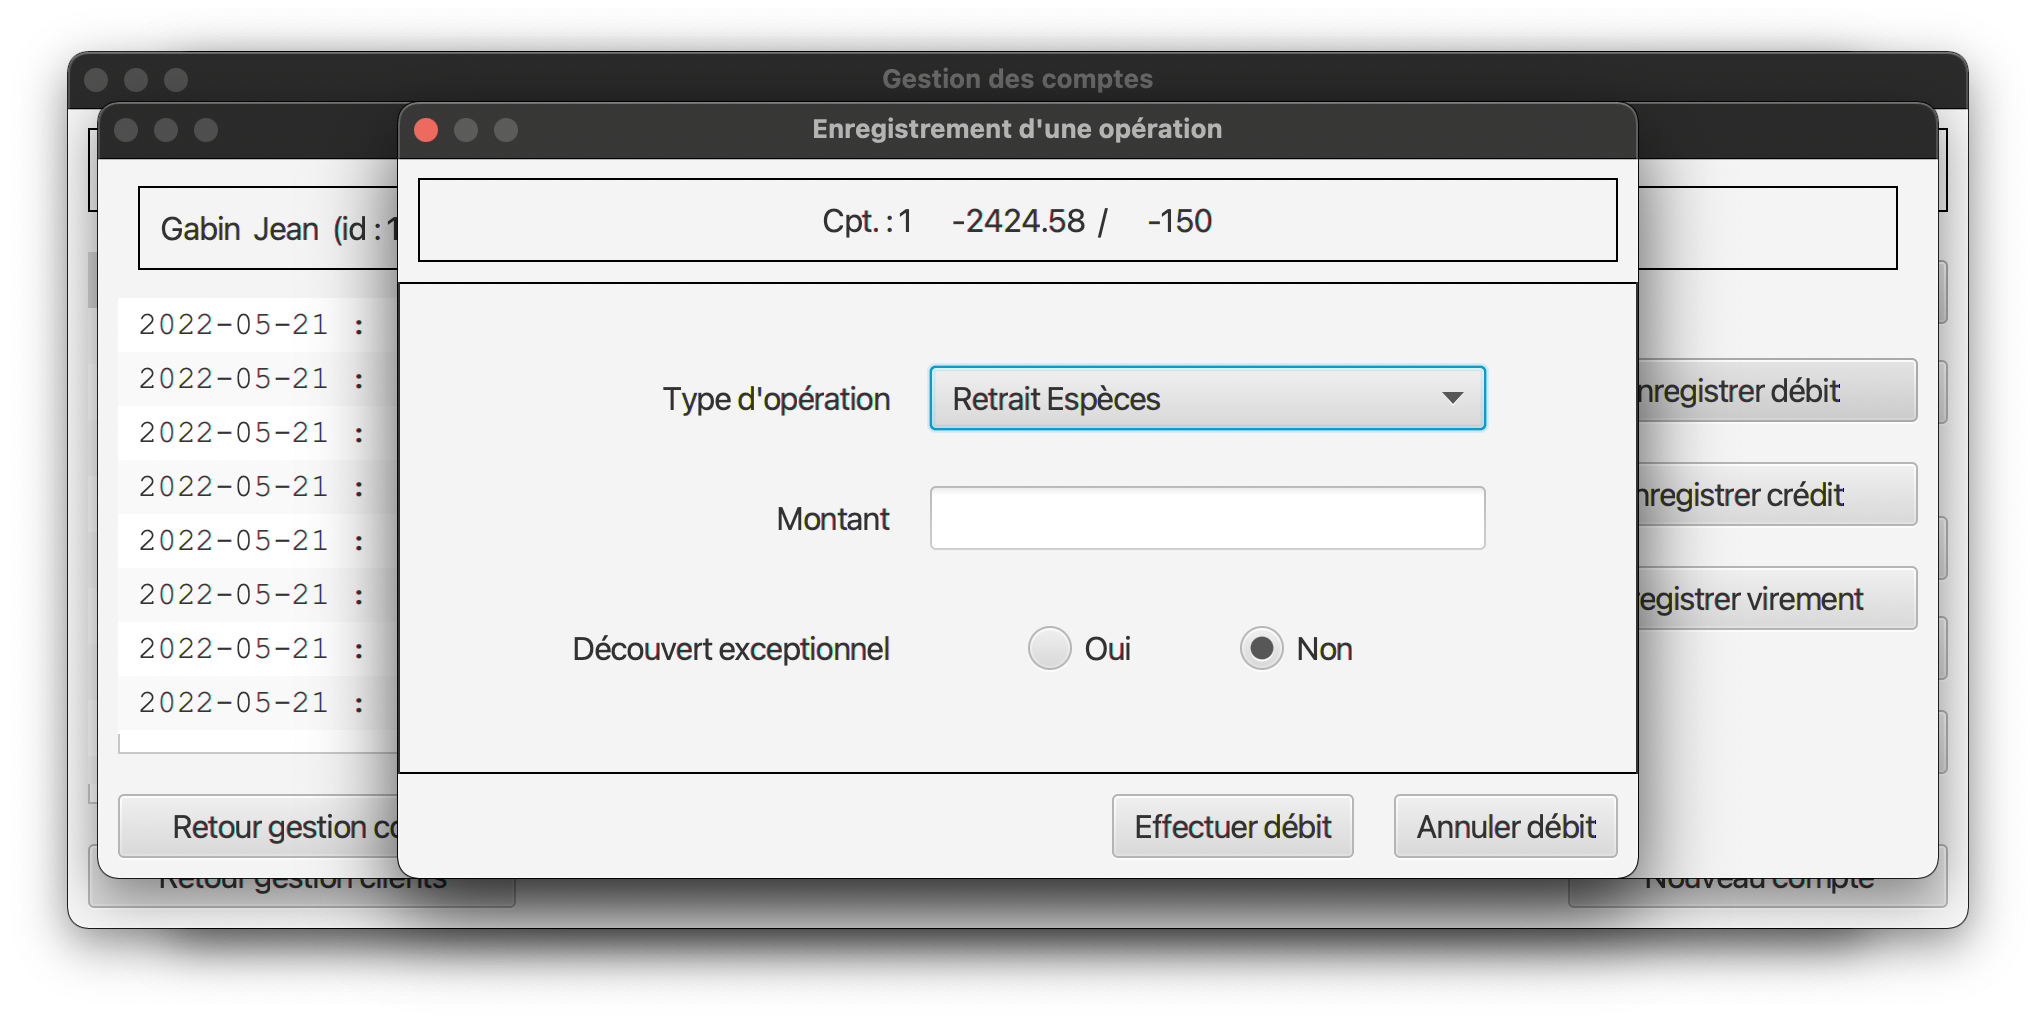 Gestion des comptes
Enregistrement d'une opération
Gabin Jean (id : 1
Cpt. : 1 -2424.58 / -150
2022-05-21 :
2022-05-21 :
2022-05-21 :
2022-05-21 :
2022-05-21 :
2022-05-21 :
2022-05-21 :
2022-05-21 :
Type d'opération Retrait Espèces
Montant
Découvert exceptionnel Oui Non
nregistrer débit
nregistrer crédit
registrer virement
Retour gestion co
Effectuer débit Annuler débit
Retour gestion clients
Nouveau compte